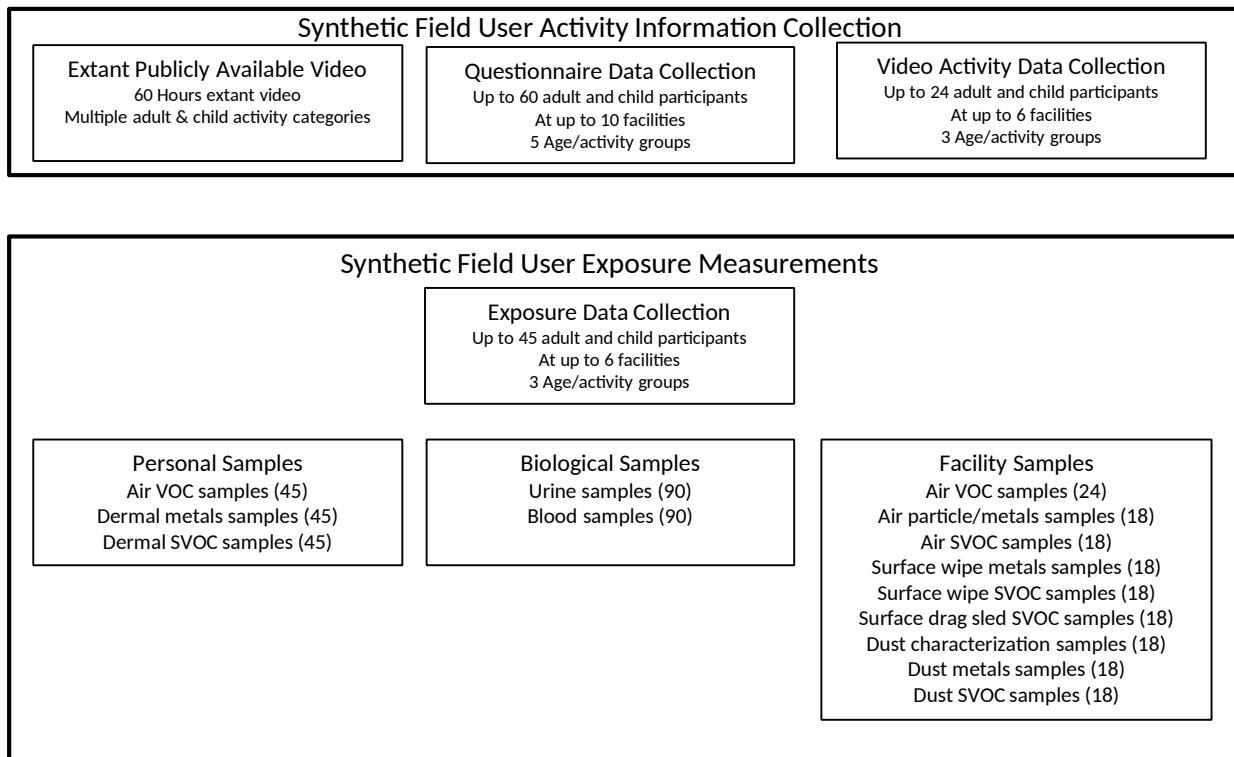 Synthetic Field User Activity Information Collection
Extant Publicly Available Video
60 Hours extant video
Multiple adult & child activity categories
Questionnaire Data Collection
Up to 60 adult and child participants
At up to 10 facilities
5 Age/activity groups
Video Activity Data Collection
Up to 24 adult and child participants
At up to 6 facilities
3 Age/activity groups
Synthetic Field User Exposure Measurements
Exposure Data Collection
Up to 45 adult and child participants
At up to 6 facilities
3 Age/activity groups
Personal Samples
Air VOC samples (45)
Dermal metals samples (45)
Dermal SVOC samples (45)
Biological Samples
Urine samples (90)
Blood samples (90)
Facility Samples
Air VOC samples (24)
Air particle/metals samples (18)
Air SVOC samples (18)
Surface wipe metals samples (18)
Surface wipe SVOC samples (18)
Surface drag sled SVOC samples (18)
Dust characterization samples (18)
Dust metals samples (18)
Dust SVOC samples (18)